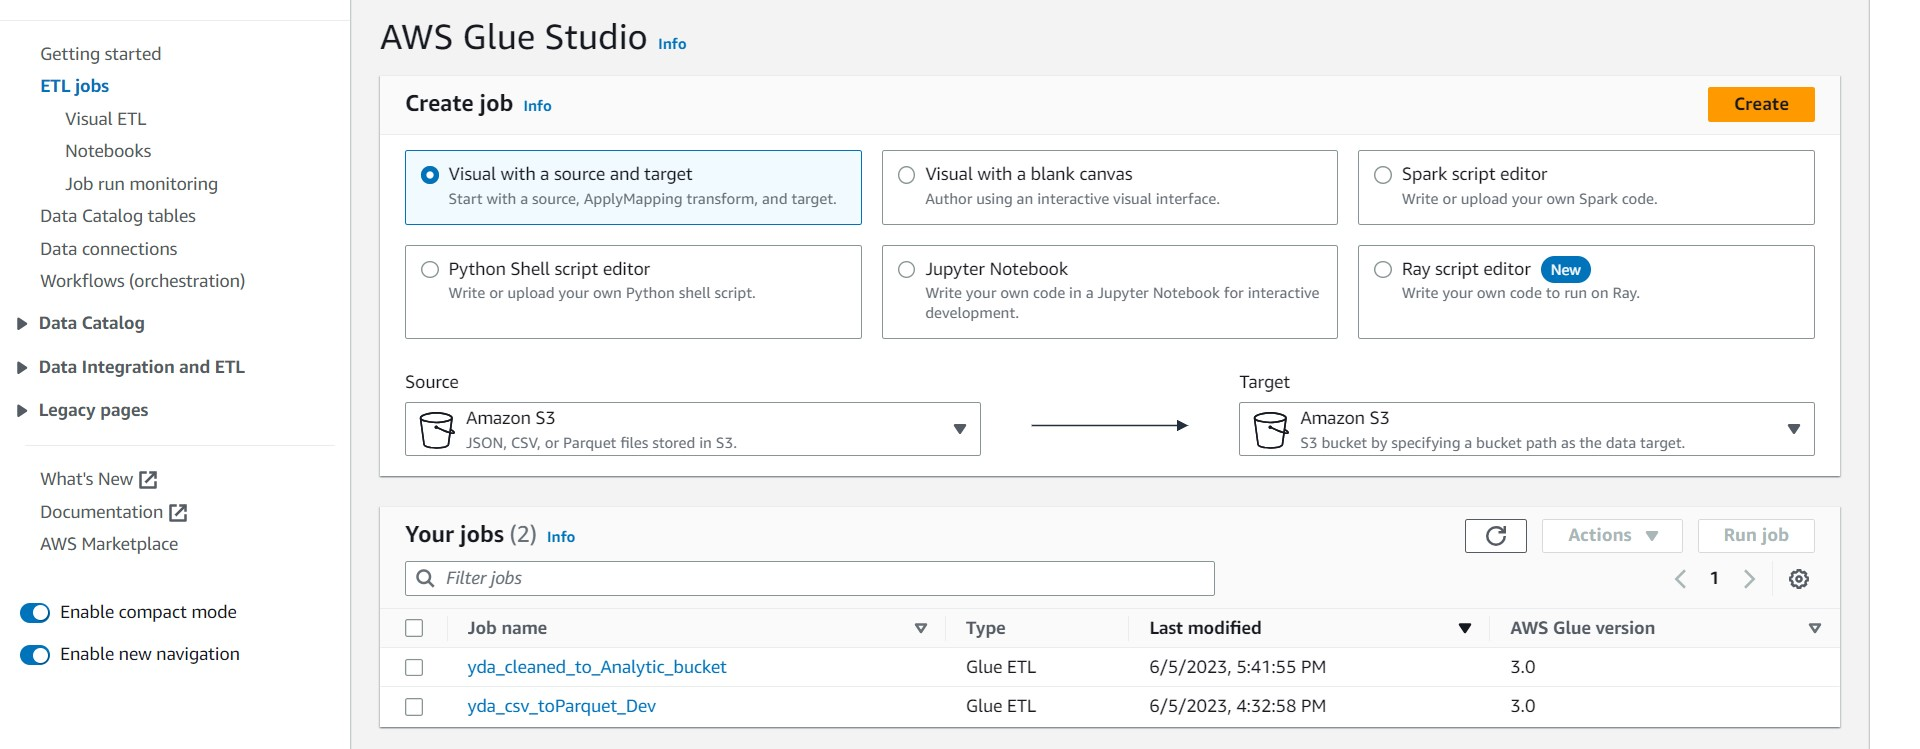 Getting started
ETL jobs
Visual ETL
Notebooks
Job run monitoring
Data Catalog tables
Data connections
Workflows (orchestration)
Data Catalog
Data Integration and ETL
Legacy pages
What's New
Documentation
AWS Marketplace
Enable compact mode
Enable new navigation
AWS Glue Studio Info
Create job Info
Create
Visual with a source and target
Start with a source, ApplyMapping transform, and target.
Visual with a blank canvas
Author using an interactive visual interface.
Spark script editor
Write or upload your own Spark code.
Python Shell script editor
Write or upload your own Python shell script.
Jupyter Notebook
Write your own code in a Jupyter Notebook for interactive
development.
Ray script editor New
Write your own code to run on Ray.
Source
Amazon S3
JSON, CSV, or Parquet files stored in S3.
Target
Amazon S3
S3 bucket by specifying a bucket path as the data target.
Your jobs (2) Info
Actions
Run job
Filter jobs
1
Job name Type Last modified AWS Glue version
yda_cleaned_to_Analytic_bucket Glue ETL 6/5/2023, 5:41:55 PM 3.0
yda_csv_toParquet_Dev Glue ETL 6/5/2023, 4:32:58 PM 3.0